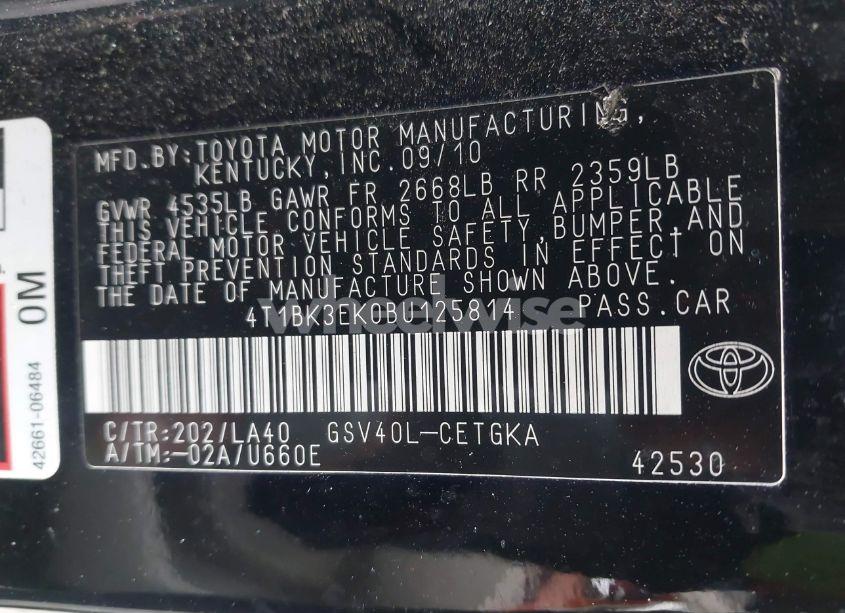 MFD.BY:TOYOTA MOTOR MANUFACTURING,
KENTUCKY,INC.09/10
GVWR 4535LB GAWR FR 2668LB RR 2359LB
THIS VEHICLE CONFORMS TO ALL APPLICABLE
FEDERAL MOTOR VEHICLE SAFETY,BUMPER,AND
THEFT PREVENTION STANDARDS IN EFFECT ON
THE DATE OF MANUFACTURE SHOWN ABOVE.
4T1BK3EK0BU125814 PASS.CAR
wheelwise
C/TR:202/LA40 GSV40L-CETGKA
A/TM:-02A/U660E 42530
0M
42661-06484